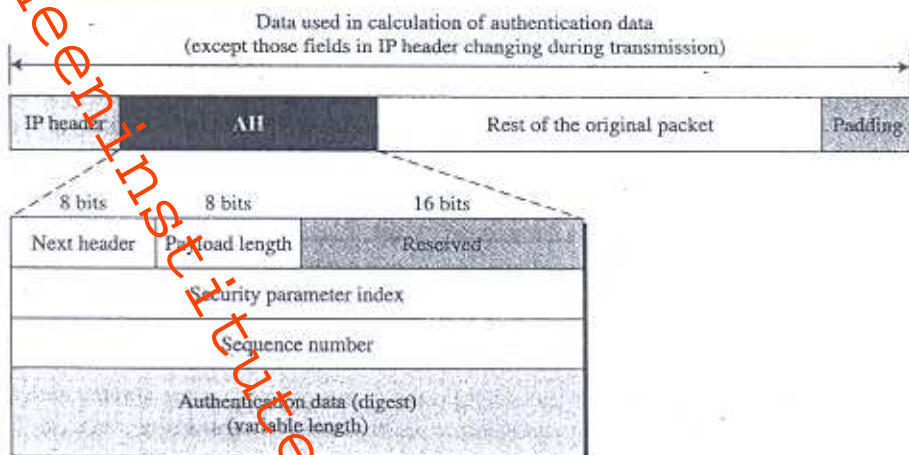 Data used in calculation of authentication data
(except those fields in IP header changing during transmission)
IP header AH Rest of the original packet Padding
8 bits 8 bits 16 bits
Next header Payload length Reserved
Security parameter index
Sequence number
Authentication data (digest)
(variable length)
eeninstitute